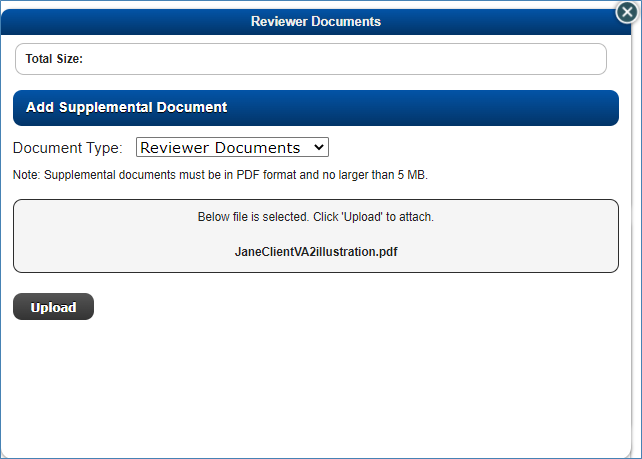 Reviewer Documents
Total Size:
Add Supplemental Document
Document Type: Reviewer Documents
Note: Supplemental documents must be in PDF format and no larger than 5 MB.
Below file is selected. Click 'Upload' to attach.
JaneClientVA2illustration.pdf
Upload